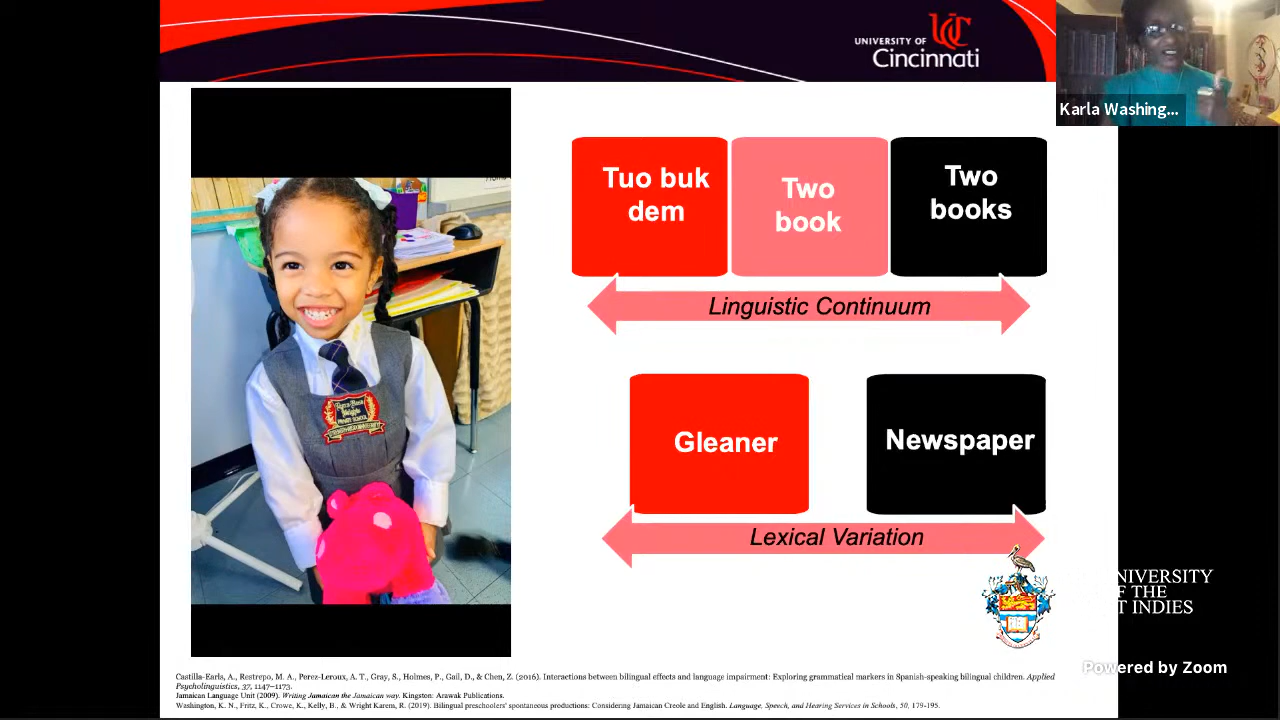 UNIVERSITY OF
Cincinnati
Karla Washing...
Tuo buk
dem
Two
book
Two
books
Linguistic Continuum
Gleaner
Newspaper
Lexical Variation
NIVERSITY
F THE
T INDIES
Powered by Zoom
Castilla-Earls, A., Restrepo, M. A., Perez-Leroux, A. T., Gray, S., Holmes, P., Gail, D., & Chen, Z. (2016). Interactions between bilingual effects and language impairment: Exploring grammatical markers in Spanish-speaking bilingual children. Applied
Psycholinguistics, 37, 1147–1173.
Jamaican Language Unit (2009). Writing Jamaican the Jamaican way. Kingston: Arawak Publications.
Washington, K. N., Fritz, K., Crowe, K., Kelly, B., & Wright Karem, R. (2019). Bilingual preschoolers' spontaneous productions: Considering Jamaican Creole and English. Language, Speech, and Hearing Services in Schools, 50, 179-195.